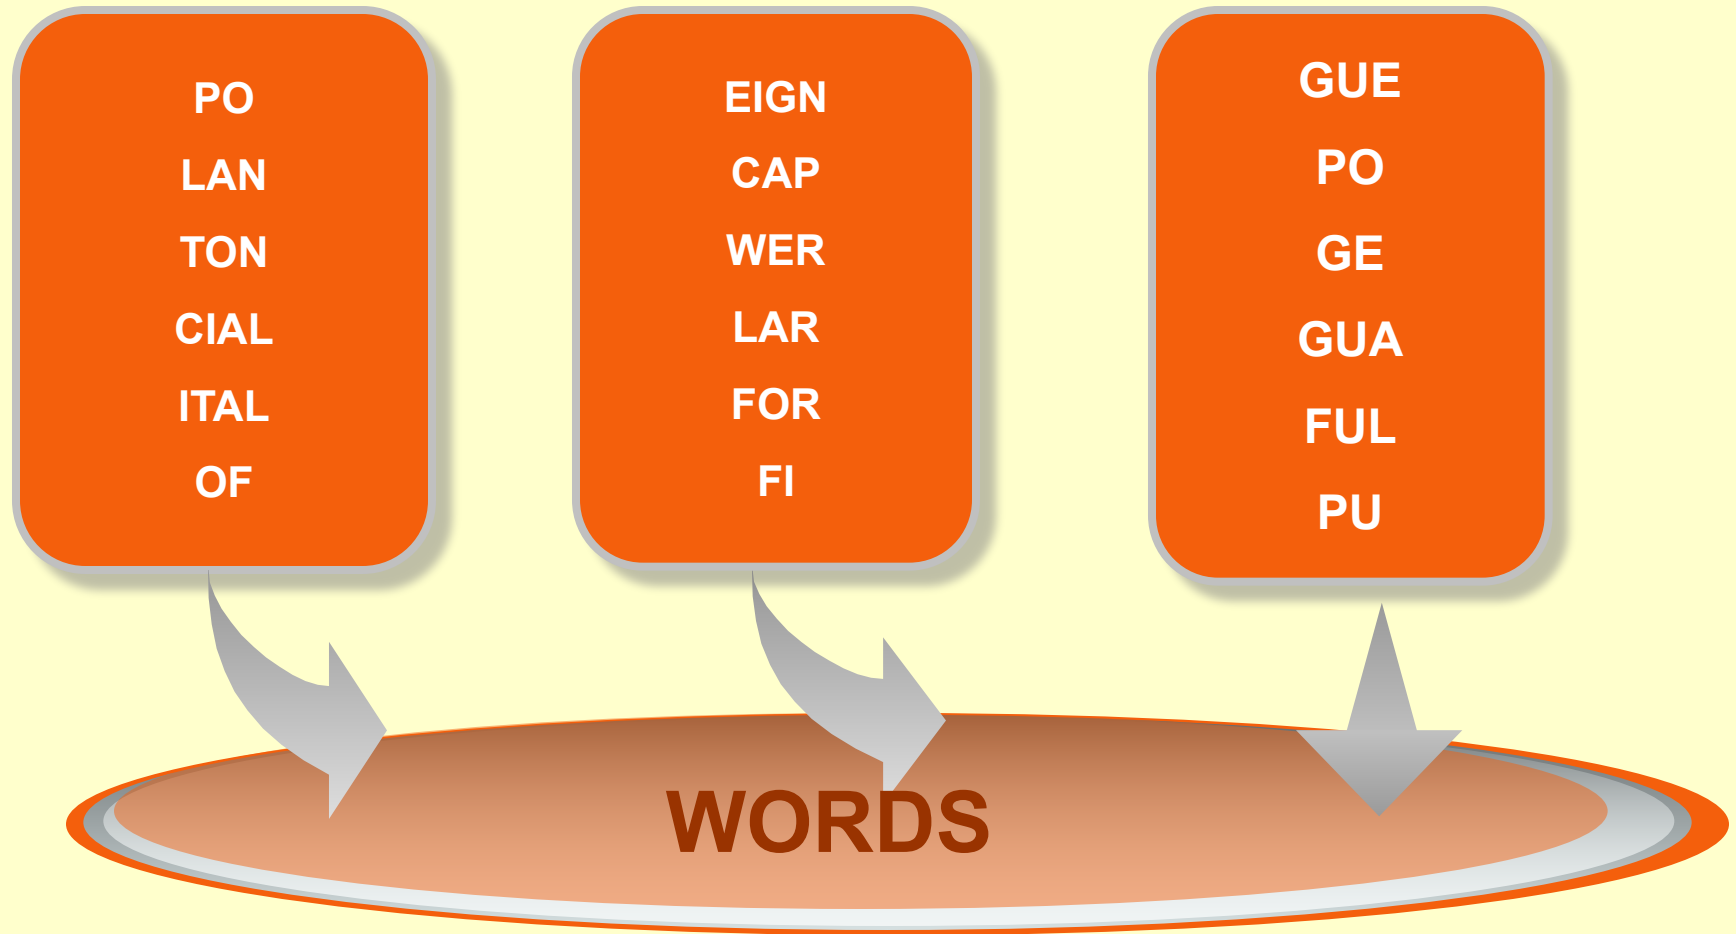 PO
LAN
TON
CIAL
ITAL
OF
EIGN
CAP
WER
LAR
FOR
FI
GUE
PO
GE
GUA
FUL
PU
WORDS